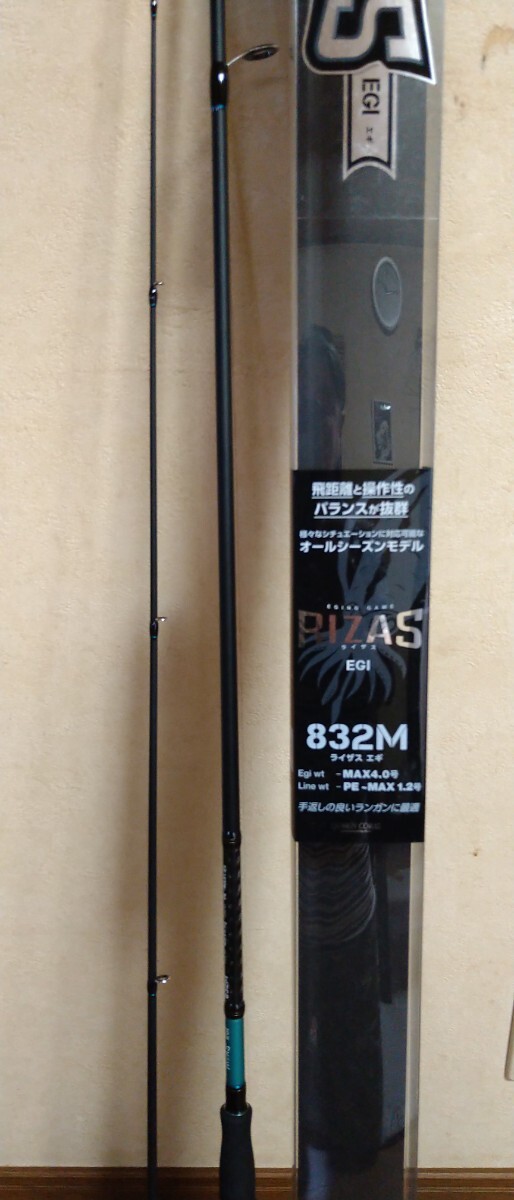 S
EGI
エギ
飛距離と操作性の
バランスが抜群
様々なシチュエーションに対応可能な
オールシーズンモデル
EGING GAME
RIZAS
ライザス
EGI
832M
ライザス エギ
Egi wt -MAX4.0号
Line wt - PE ~MAX 1.2号
手返しの良いランガンに最適